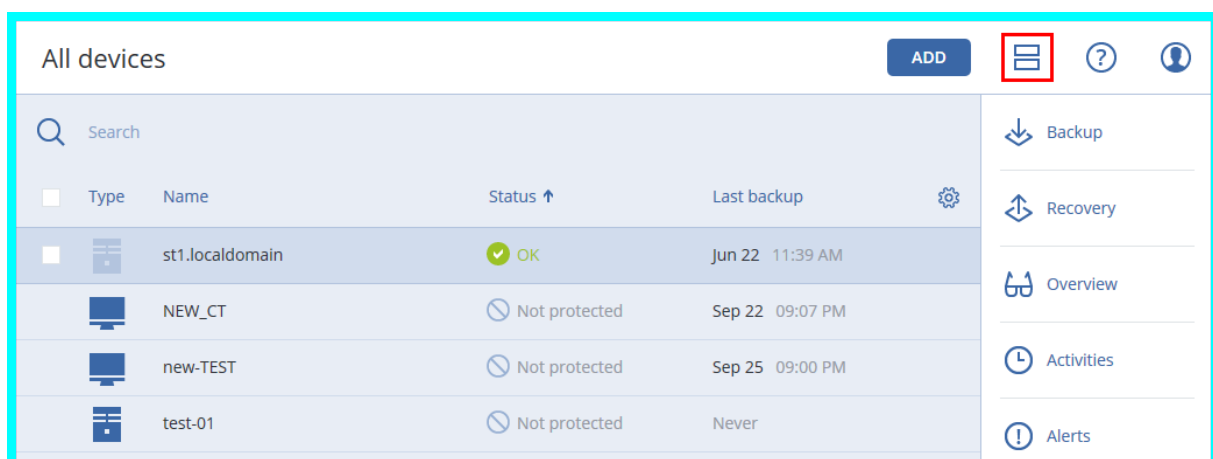 All devices ADD
Search
Type Name Status Last backup
st1.localdomain OK Jun 22 11:39 AM
NEW_CT Not protected Sep 22 09:07 PM
new-TEST Not protected Sep 25 09:00 PM
test-01 Not protected Never
Backup
Recovery
Overview
Activities
Alerts